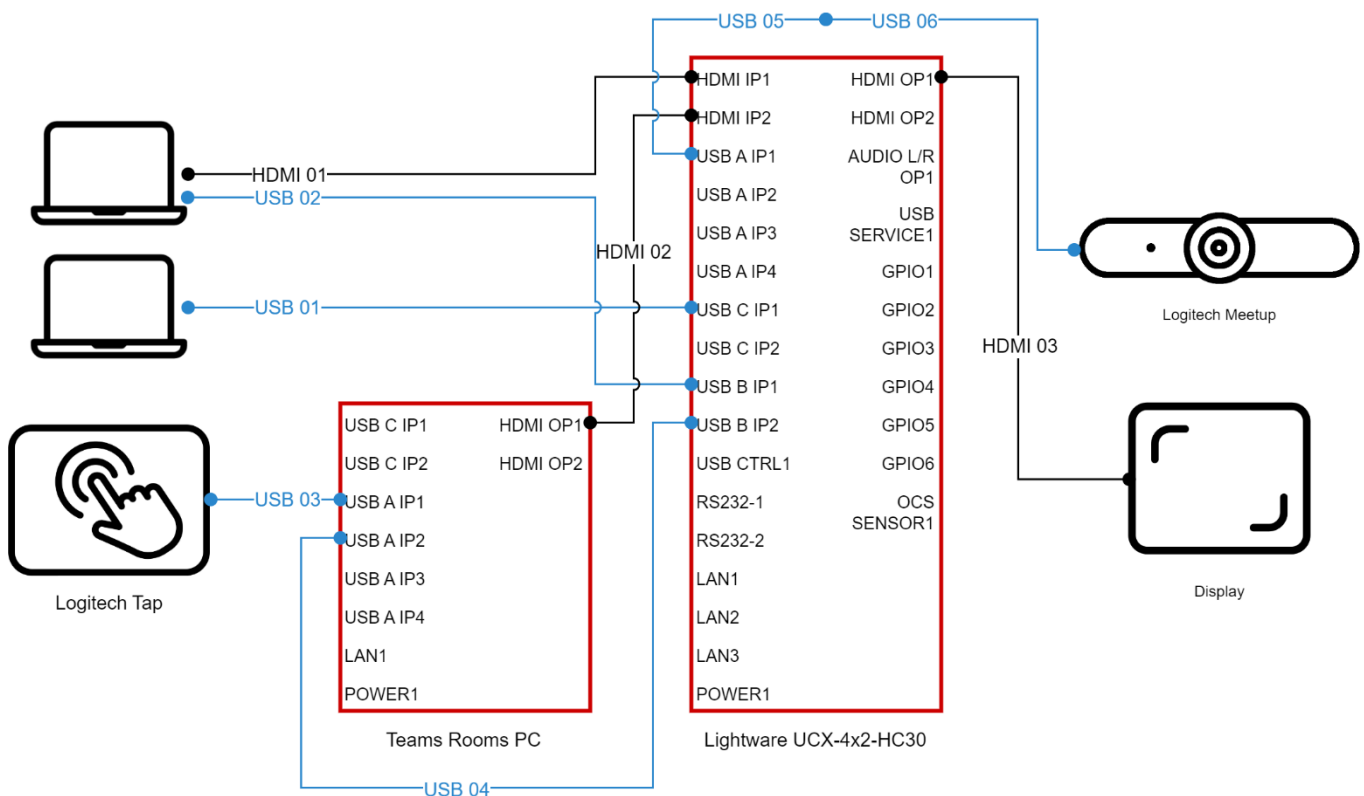 USB 05
USB 06
HDMI IP1
HDMI OP1
HDMI IP2
HDMI OP2
USB A IP1
AUDIO L/R
OP1
HDMI 01
USB 02
USB A IP2
USB
SERVICE1
USB A IP3
HDMI 02
USB A IP4
GPIO1
USB 01
USB C IP1
GPIO2
Logitech Meetup
USB C IP2
GPIO3
HDMI 03
USB B IP1
GPIO4
USB C IP1
HDMI OP1
USB B IP2
GPIO5
USB C IP2
HDMI OP2
USB CTRL1
GPIO6
USB 03
USB A IP1
RS232-1
OCS
SENSOR1
USB A IP2
RS232-2
USB A IP3
LAN1
Logitech Tap
Display
USB A IP4
LAN2
LAN1
LAN3
POWER1
POWER1
Teams Rooms PC
Lightware UCX-4x2-HC30
USB 04